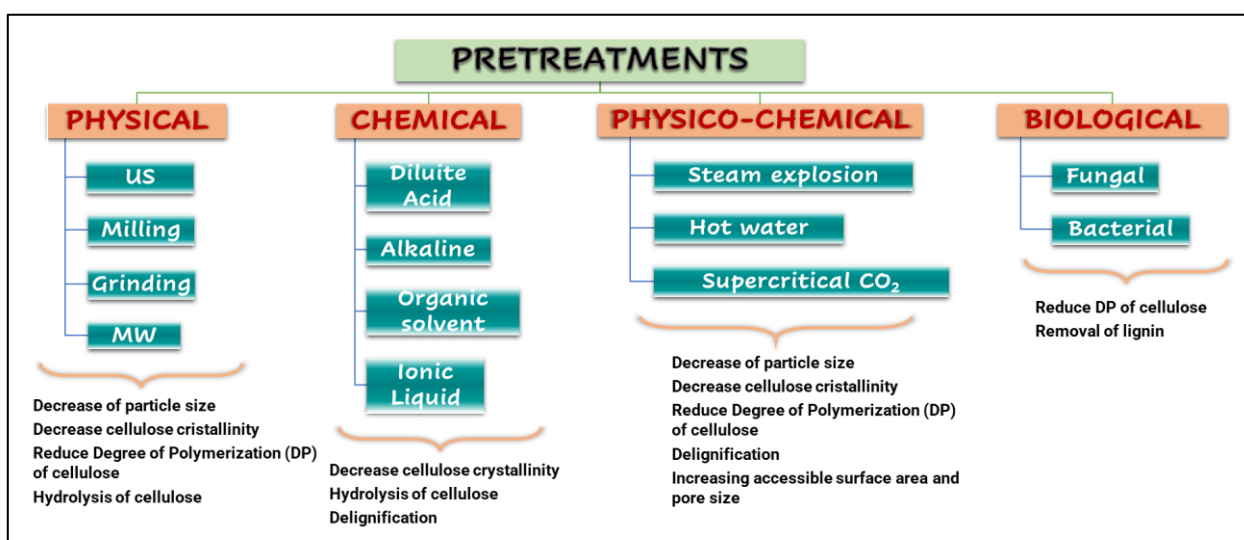 PRETREATMENTS
PHYSICAL
US
Milling
Grinding
MW
Decrease of particle size
Decrease cellulose cristallinity
Reduce Degree of Polymerization (DP)
of cellulose
Hydrolysis of cellulose
CHEMICAL
Diluite
Acid
Alkaline
Organic
solvent
Ionic
Liquid
Decrease cellulose crystallinity
Hydrolysis of cellulose
Delignification
PHYSICO-CHEMICAL
Steam explosion
Hot water
Supercritical CO₂
Decrease of particle size
Decrease cellulose cristallinity
Reduce Degree of Polymerization (DP)
of cellulose
Delignification
Increasing accessible surface area and
pore size
BIOLOGICAL
Fungal
Bacterial
Reduce DP of cellulose
Removal of lignin